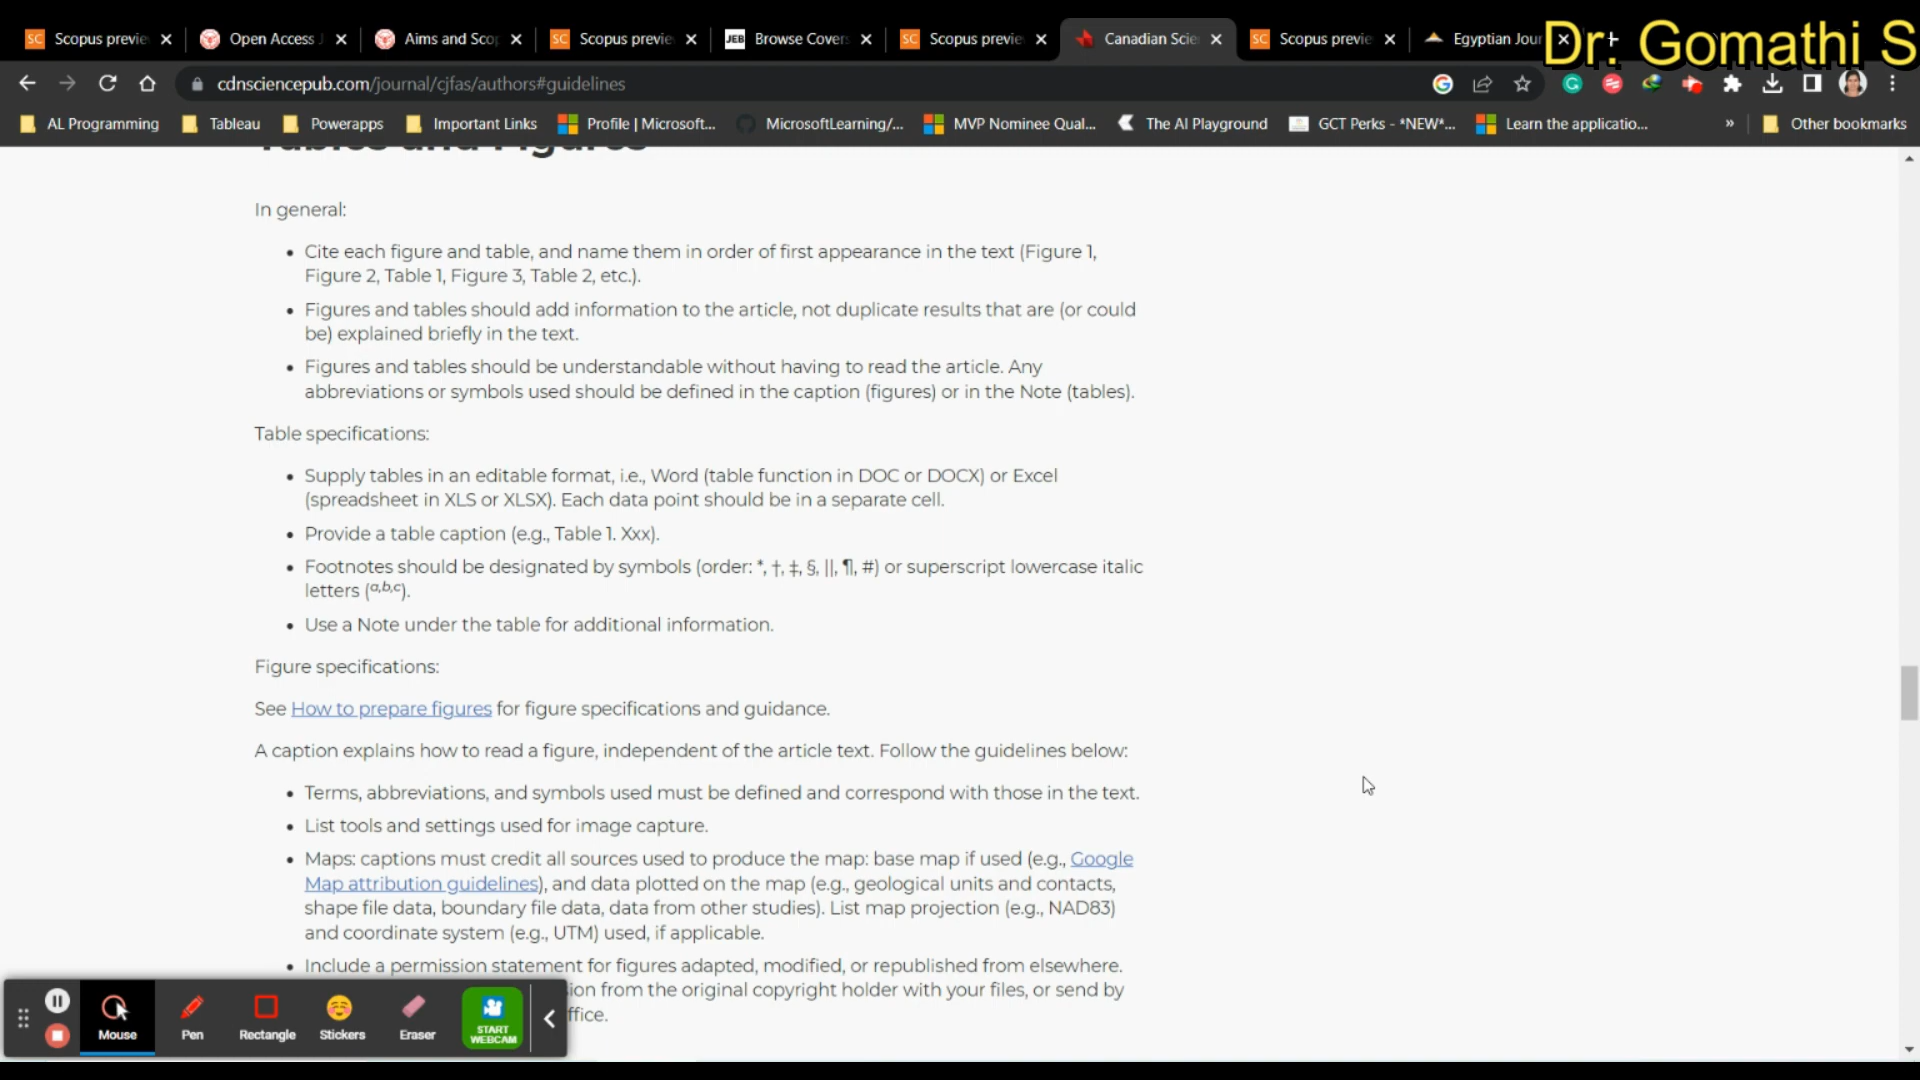 Scopus previe
Open Access J
Aims and Scop
Scopus previe
JEB Browse Covers
Scopus previe
Canadian Scie
Scopus previe
Egyptian Jour
Dr. Gomathi S
cdnsciencepub.com/journal/cjfas/authors#guidelines
AL Programming
Tableau
Powerapps
Important Links
Profile | Microsoft...
MicrosoftLearning/...
MVP Nominee Qual...
The AI Playground
GCT Perks - *NEW*...
Learn the applicatio...
»
Other bookmarks
Tables and Figures
In general:
• Cite each figure and table, and name them in order of first appearance in the text (Figure 1,
Figure 2, Table 1, Figure 3, Table 2, etc.).
• Figures and tables should add information to the article, not duplicate results that are (or could
be) explained briefly in the text.
• Figures and tables should be understandable without having to read the article. Any
abbreviations or symbols used should be defined in the caption (figures) or in the Note (tables).
Table specifications:
• Supply tables in an editable format, i.e., Word (table function in DOC or DOCX) or Excel
(spreadsheet in XLS or XLSX). Each data point should be in a separate cell.
• Provide a table caption (e.g., Table 1. Xxx).
• Footnotes should be designated by symbols (order: *, †, ‡, §, ||, ¶, #) or superscript lowercase italic
letters (a,b,c).
• Use a Note under the table for additional information.
Figure specifications:
See How to prepare figures for figure specifications and guidance.
A caption explains how to read a figure, independent of the article text. Follow the guidelines below:
• Terms, abbreviations, and symbols used must be defined and correspond with those in the text.
• List tools and settings used for image capture.
• Maps: captions must credit all sources used to produce the map: base map if used (e.g., Google
Map attribution guidelines), and data plotted on the map (e.g., geological units and contacts,
shape file data, boundary file data, data from other studies). List map projection (e.g., NAD83)
and coordinate system (e.g., UTM) used, if applicable.
• Include a permission statement for figures adapted, modified, or republished from elsewhere.
ion from the original copyright holder with your files, or send by
ffice.
Mouse
Pen
Rectangle
Stickers
Eraser
START
WEBCAM